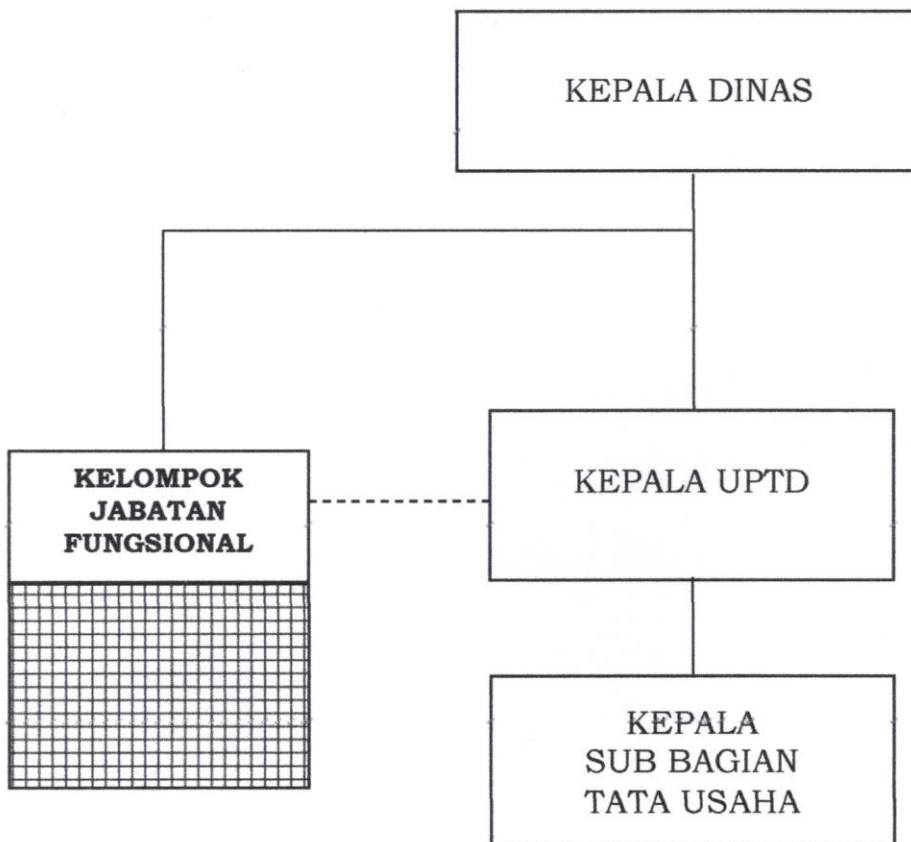 KEPALA DINAS
KELOMPOK
JABATAN
FUNGSIONAL
KEPALA UPTD
KEPALA
SUB BAGIAN
TATA USAHA